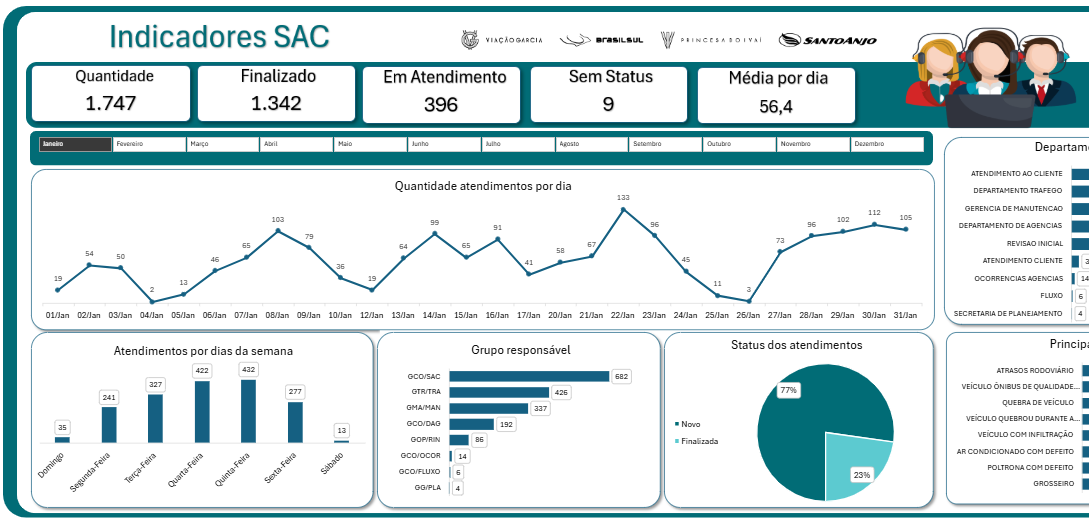 Indicadores SAC
VIAÇÃO GARCIA
BRASILSUL
PRINCESA DO IVAÍ
SANTOANJO
Quantidade
1.747
Finalizado
1.342
Em Atendimento
396
Sem Status
9
Média por dia
56,4
Janeiro Fevereiro Março Abril Maio Junho Julho Agosto Setembro Outubro Novembro Dezembro
Quantidade atendimentos por dia
19 54 50 2 13 46 65 103 79 36 19 64 99 65 91 41 58 67 133 96 45 11 3 73 96 102 112 105
01/Jan 02/Jan 03/Jan 04/Jan 05/Jan 06/Jan 07/Jan 08/Jan 09/Jan 10/Jan 12/Jan 13/Jan 14/Jan 15/Jan 16/Jan 17/Jan 20/Jan 21/Jan 22/Jan 23/Jan 24/Jan 25/Jan 26/Jan 27/Jan 28/Jan 29/Jan 30/Jan 31/Jan
Departame
ATENDIMENTO AO CLIENTE
DEPARTAMENTO TRAFEGO
GERENCIA DE MANUTENCAO
DEPARTAMENTO DE AGENCIAS
REVISAO INICIAL
ATENDIMENTO CLIENTE 3
OCORRENCIAS AGENCIAS 14
FLUXO 6
SECRETARIA DE PLANEJAMENTO 4
Atendimentos por dias da semana
35 241 327 422 432 277 13
Domingo Segunda-Feira Terça-Feira Quarta-Feira Quinta-Feira Sexta-Feira Sábado
Grupo responsável
GCO/SAC 682
GTR/TRA 426
GMA/MAN 337
GCO/DAG 192
GOP/RIN 86
GCO/OCOR 14
GCO/FLUXO 6
GG/PLA 4
Status dos atendimentos
77%
Novo
Finalizada
23%
Principa
ATRASOS RODOVIÁRIO
VEÍCULO ÔNIBUS DE QUALIDADE...
QUEBRA DE VEÍCULO
VEÍCULO QUEBROU DURANTE A...
VEÍCULO COM INFILTRAÇÃO
AR CONDICIONADO COM DEFEITO
POLTRONA COM DEFEITO
GROSSEIRO